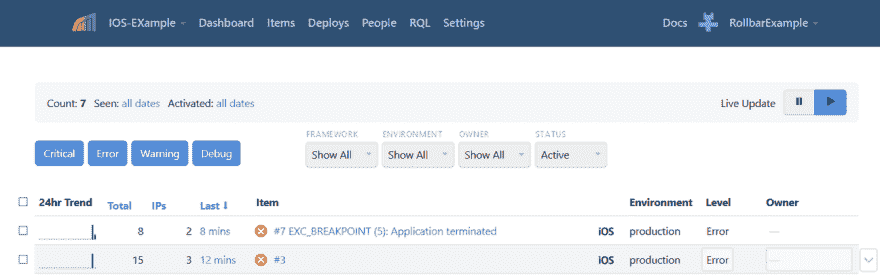 IOS-EXample Dashboard Items Deploys People RQL Settings Docs RollbarExample
Count: 7 Seen: all dates Activated: all dates Live Update
FRAMEWORK ENVIRONMENT OWNER STATUS
Critical Error Warning Debug Show All Show All Show All Active
24hr Trend Total IPs Last ↓ Item Environment Level Owner
8 2 8 mins #7 EXC_BREAKPOINT (5): Application terminated iOS production Error —
15 3 12 mins #3 iOS production Error —